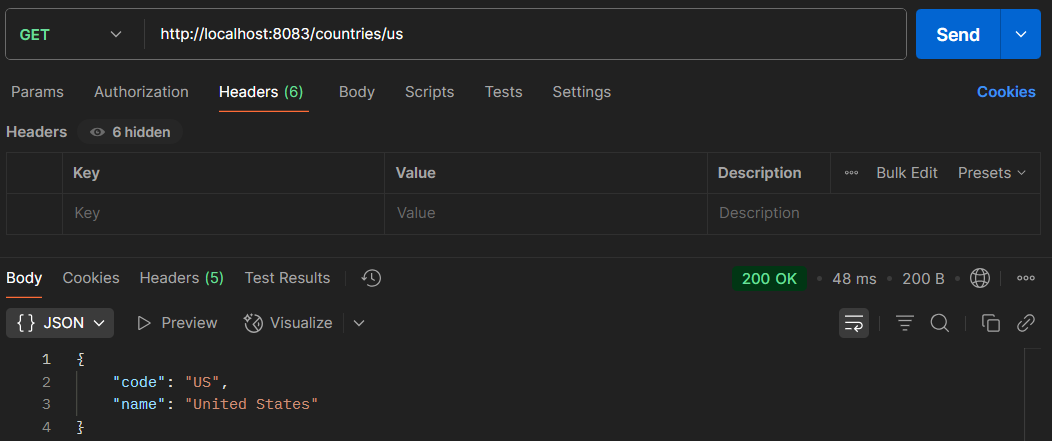 GET http://localhost:8083/countries/us Send
Params Authorization Headers (6) Body Scripts Tests Settings Cookies
Headers 6 hidden
Key Value Description Bulk Edit Presets
Key Value Description
Body Cookies Headers (5) Test Results 200 OK • 48 ms • 200 B •
{} JSON Preview Visualize
1 {
2 "code": "US",
3 "name": "United States"
4 }